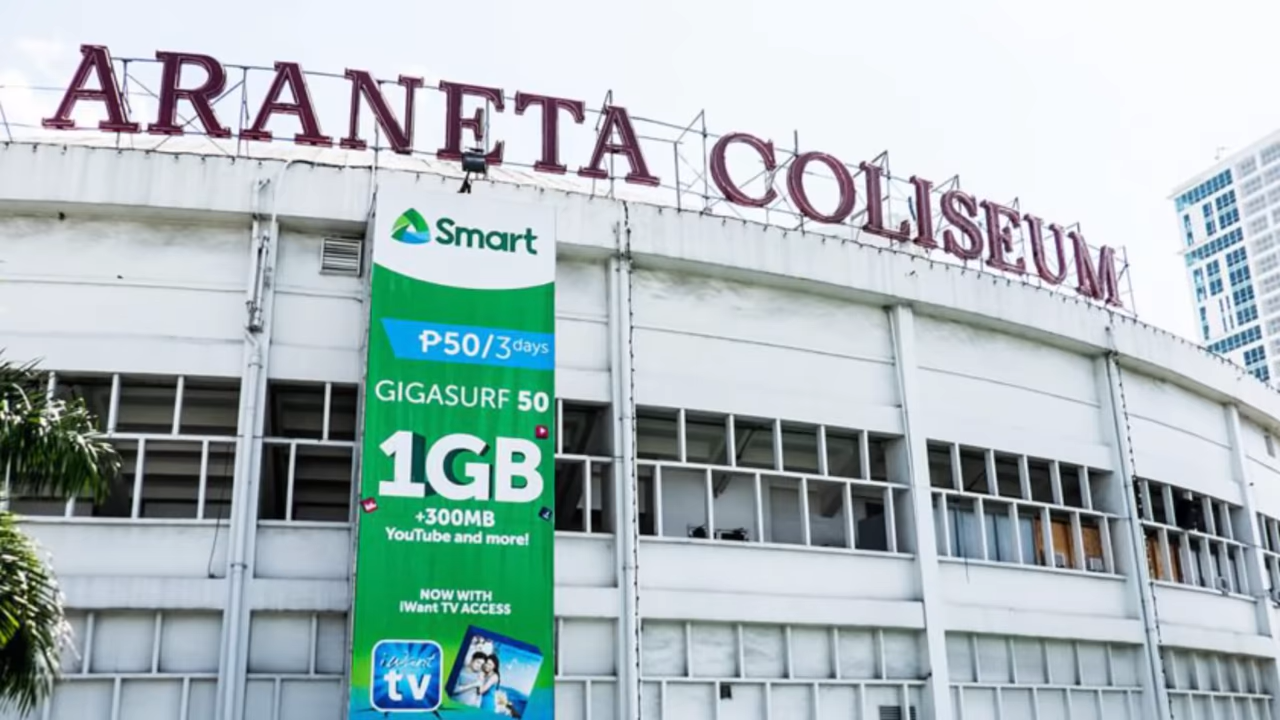 ARANETA COLISEUM
Smart
₱50/3days
GIGASURF 50
1GB
+300MB
YouTube and more!
NOW WITH
iWant TV ACCESS
iWant
tv